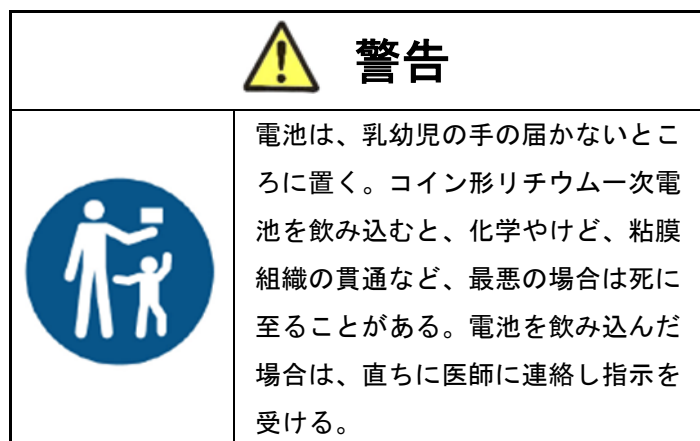 警告
電池は、乳幼児の手の届かないとこ
ろに置く。コイン形リチウム一次電
池を飲み込むと、化学やけど、粘膜
組織の貫通など、最悪の場合は死に
至ることがある。電池を飲み込んだ
場合は、直ちに医師に連絡し指示を
受ける。